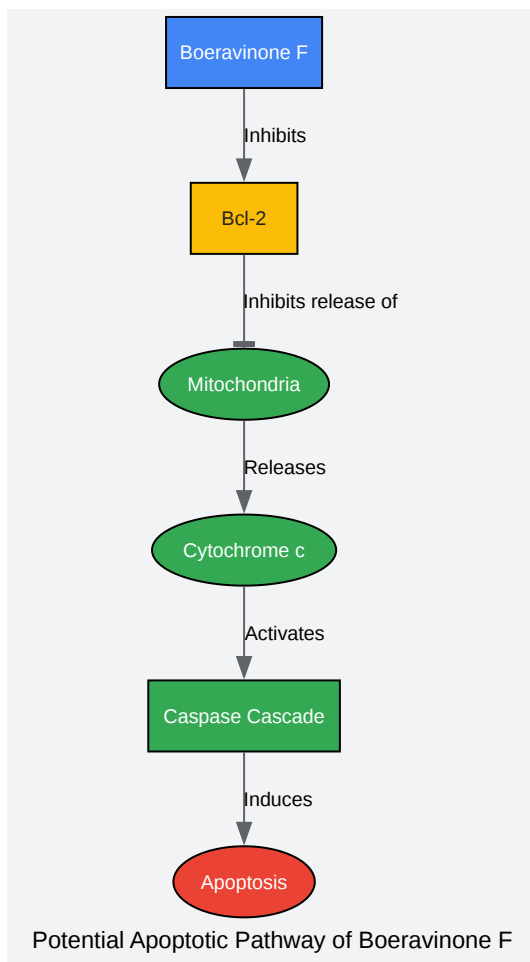 Boeravinone F
Inhibits
Bcl-2
Inhibits release of
Mitochondria
Releases
Cytochrome c
Activates
Caspase Cascade
Induces
Apoptosis
Potential Apoptotic Pathway of Boeravinone F